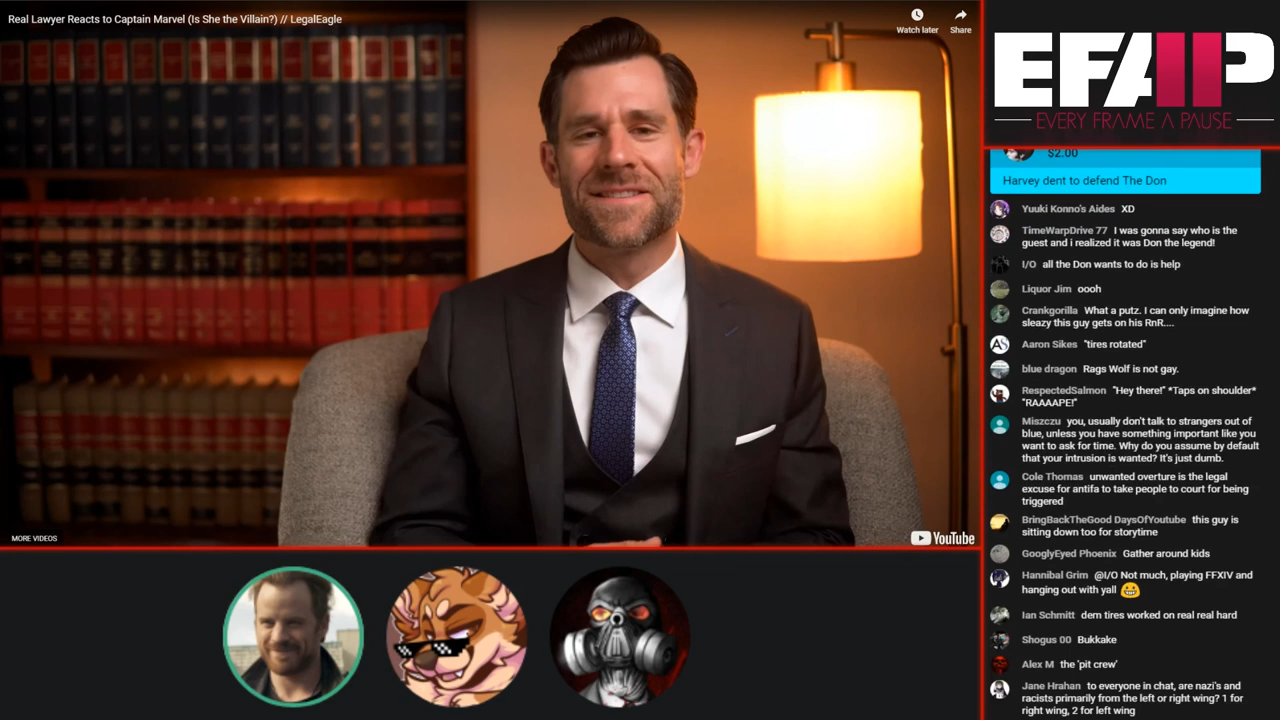 Real Lawyer Reacts to Captain Marvel (Is She the Villain?) // LegalEagle
Watch later
Share
MORE VIDEOS
YouTube
EFAP
EVERY FRAME A PAUSE
$2.00
Harvey dent to defend The Don
Yuuki Konno's Aides XD
TimeWarpDrive 77 I was gonna say who is the
guest and i realized it was Don the legend!
I/O all the Don wants to do is help
Liquor Jim oooh
Crankgorilla What a putz. I can only imagine how
sleazy this guy gets on his RnR....
AS
Aaron Sikes "tires rotated"
blue dragon Rags Wolf is not gay.
RespectedSalmon "Hey there!" *Taps on shoulder*
"RAAAAPE!"
Miszczu you, usually don't talk to strangers out of
blue, unless you have something important like you
want to ask for time. Why do you assume by default
that your intrusion is wanted? It's just dumb.
Cole Thomas unwanted overture is the legal
excuse for antifa to take people to court for being
triggered
BringBackTheGood DaysOfYoutube this guy is
sitting down too for storytime
GooglyEyed Phoenix Gather around kids
Hannibal Grim @I/O Not much, playing FFXIV and
hanging out with yall
Ian Schmitt dem tires worked on real real hard
Shogus 00 Bukkake
Alex M the 'pit crew'
Jane Hrahan to everyone in chat, are nazi's and
racists primarily from the left or right wing? 1 for
right wing, 2 for left wing